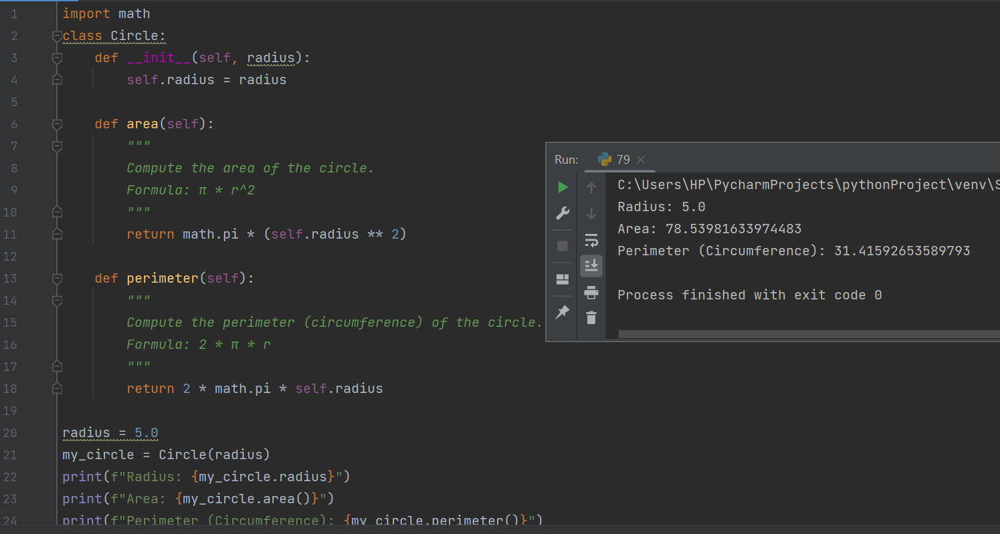 1 import math
2 class Circle:
3     def __init__(self, radius):
4         self.radius = radius
5
6     def area(self):
7         """
8         Compute the area of the circle.
9         Formula: π * r^2
10         """
11         return math.pi * (self.radius ** 2)
12
13     def perimeter(self):
14         """
15         Compute the perimeter (circumference) of the circle.
16         Formula: 2 * π * r
17         """
18         return 2 * math.pi * self.radius
19
20 radius = 5.0
21 my_circle = Circle(radius)
22 print(f"Radius: {my_circle.radius}")
23 print(f"Area: {my_circle.area()}")
24 print(f"Perimeter (Circumference): {my_circle.perimeter()}")
Run: 79
C:\Users\HP\PycharmProjects\pythonProject\venv\S
Radius: 5.0
Area: 78.53981633974483
Perimeter (Circumference): 31.41592653589793
Process finished with exit code 0